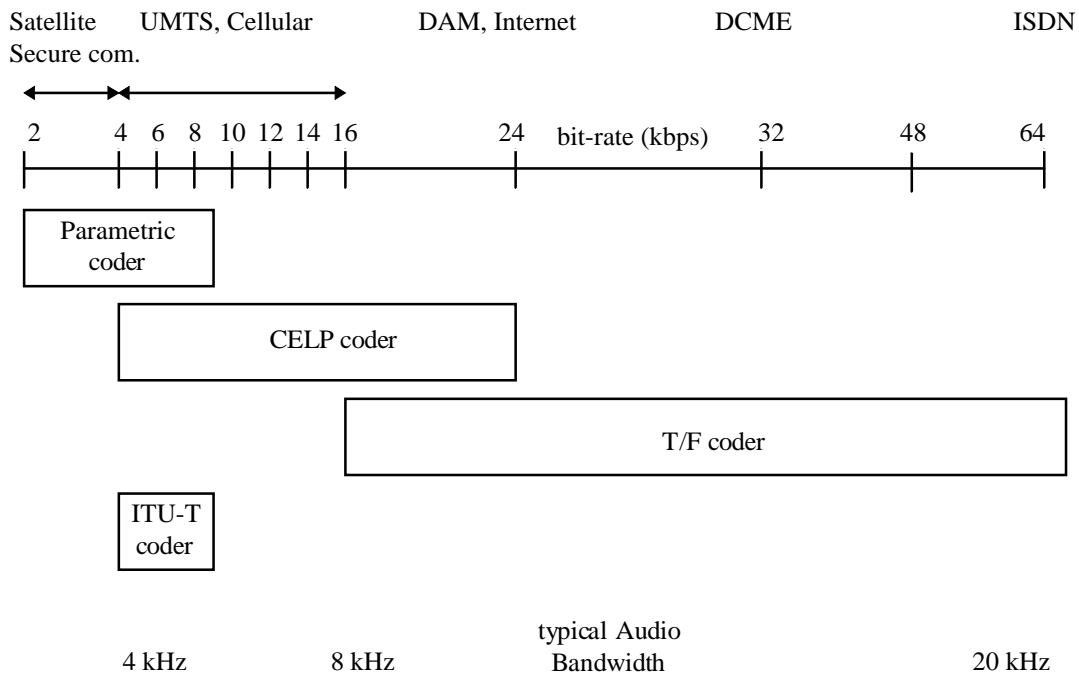 Satellite UMTS, Cellular DAM, Internet DCME ISDN
Secure com.
2 4 6 8 10 12 14 16 24 bit-rate (kbps) 32 48 64
Parametric
coder
CELP coder
T/F coder
ITU-T
coder
typical Audio
4 kHz 8 kHz Bandwidth 20 kHz